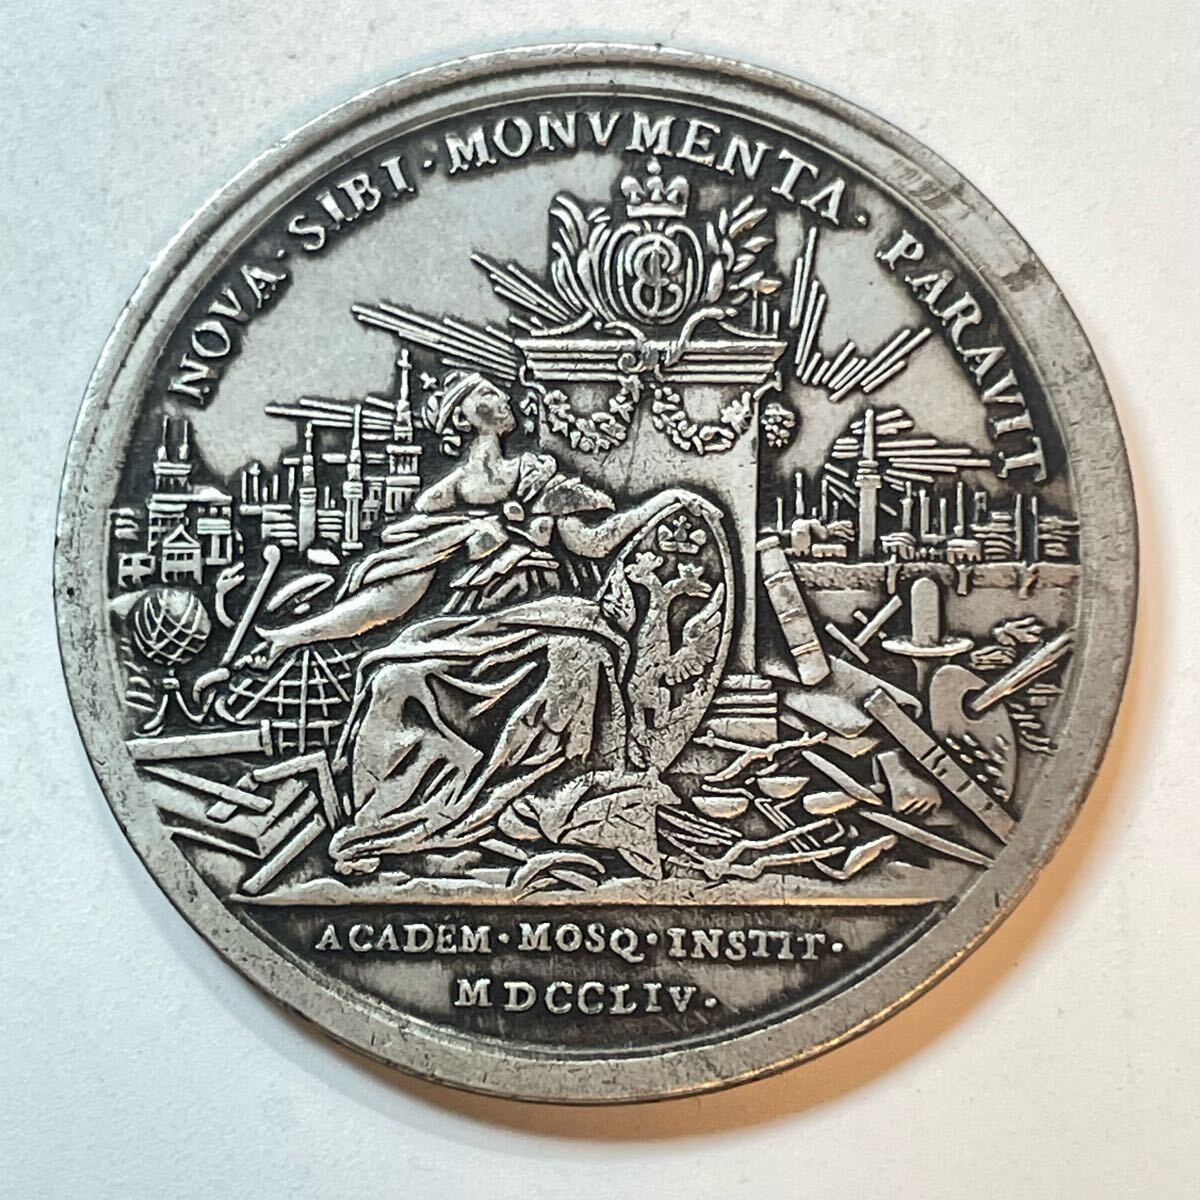 NOVA · SIBI · MONVMENTA · PARAVIT
ACADEM · MOSQ · INSTIT ·
MDCCLIV ·